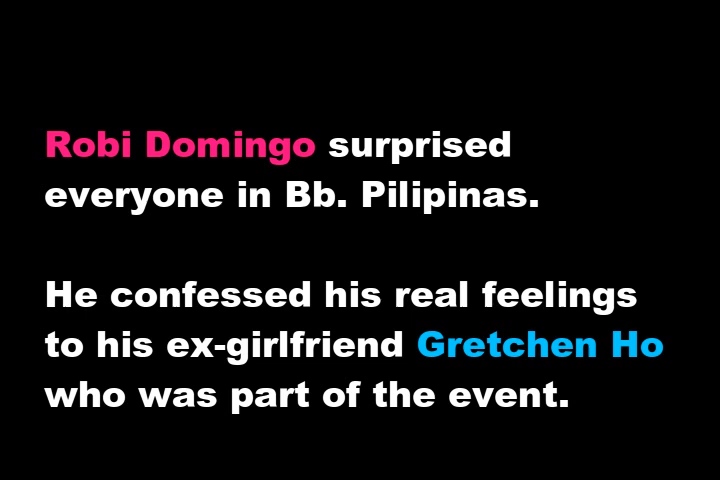 Robi Domingo surprised
everyone in Bb. Pilipinas.
He confessed his real feelings
to his ex-girlfriend Gretchen Ho
who was part of the event.